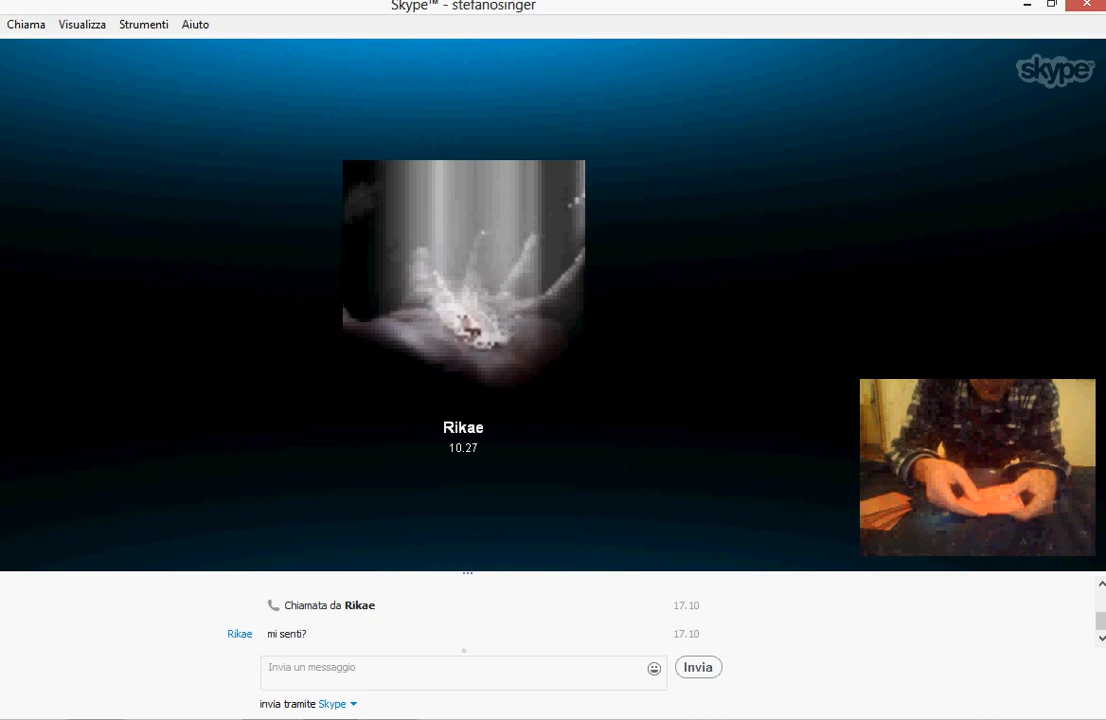 Skype™ - stefanosinger
Chiama Visualizza Strumenti Aiuto
skype™
Rikae
10.27
Chiamata da Rikae 17.10
Rikae mi senti? 17.10
Invia un messaggio Invia
invia tramite Skype